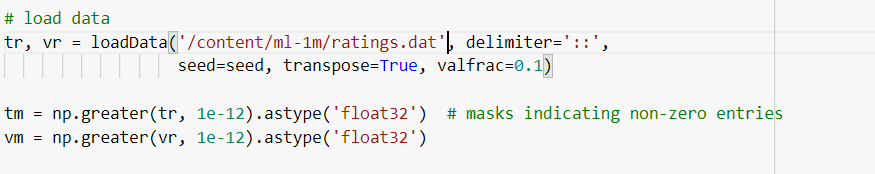 # load data
tr, vr = loadData('/content/ml-1m/ratings.dat', delimiter='::',
seed=seed, transpose=True, valfrac=0.1)
tm = np.greater(tr, 1e-12).astype('float32')  # masks indicating non-zero entries
vm = np.greater(vr, 1e-12).astype('float32')